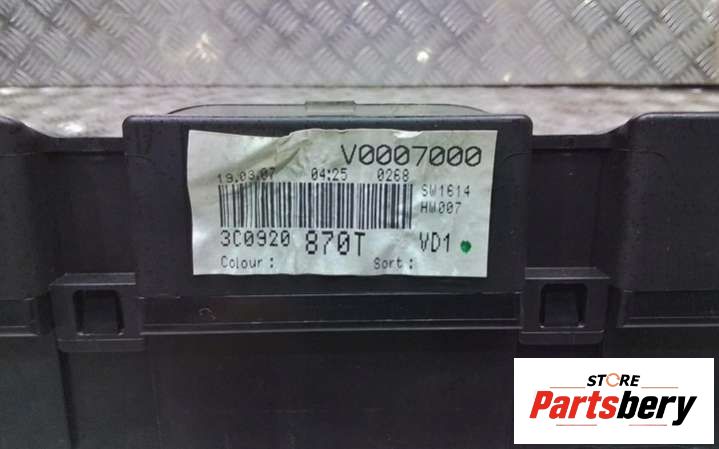 V0007000
19.03.07 04:25 0268
SW1614
HW007
3C0920 870T VD1
Colour : Sort :
STORE
Partsbery